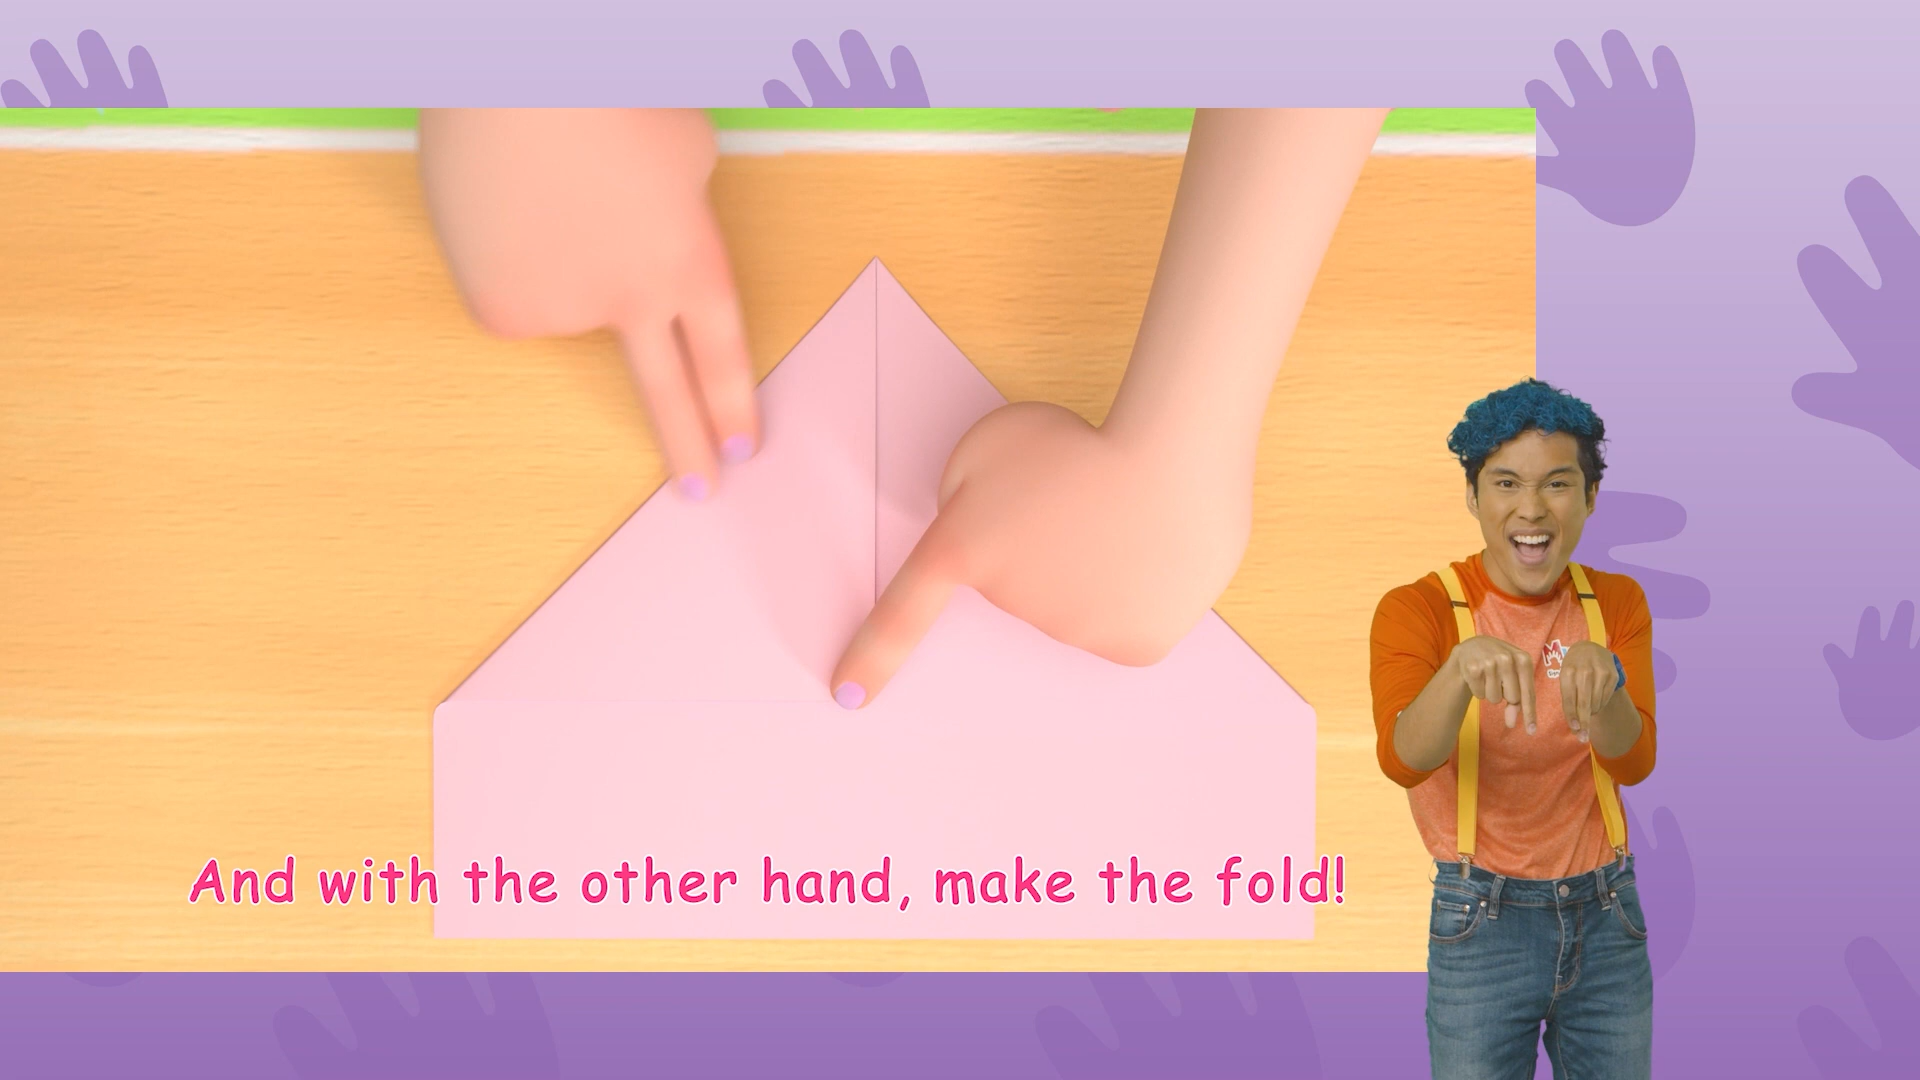 And with the other hand, make the fold!